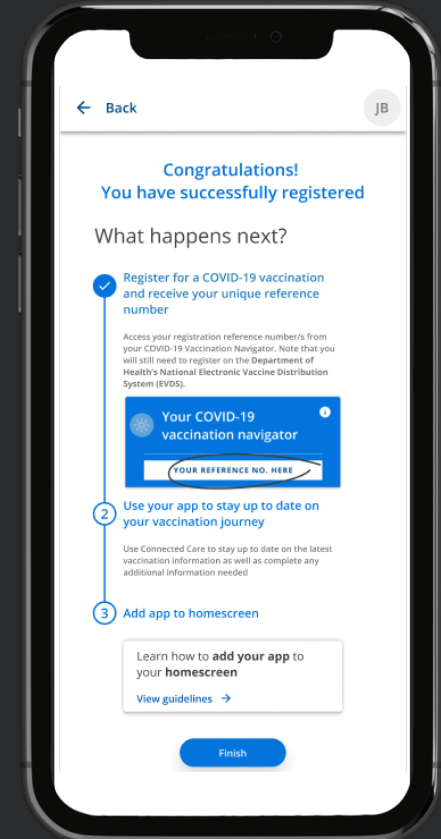 Back
JB
Congratulations!
You have successfully registered
What happens next?
Register for a COVID-19 vaccination
and receive your unique reference
number
Access your registration reference number/s from
your COVID-19 Vaccination Navigator. Note that you
will still need to register on the Department of
Health's National Electronic Vaccine Distribution
System (EVDS).
Your COVID-19
vaccination navigator
i
YOUR REFERENCE NO. HERE
2
Use your app to stay up to date on
your vaccination journey
Use Connected Care to stay up to date on the latest
vaccination information as well as complete any
additional information needed
3
Add app to homescreen
Learn how to add your app to
your homescreen
View guidelines
Finish